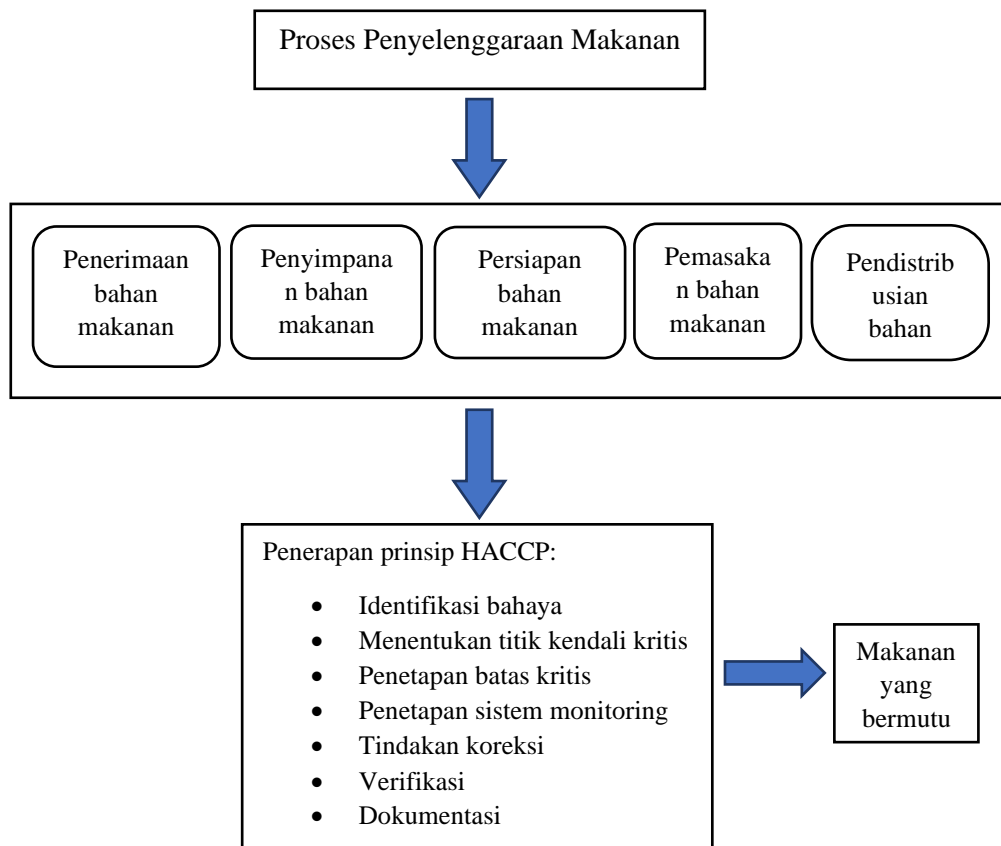 Proses Penyelenggaraan Makanan
Penerimaan
bahan
makanan
Penyimpana
n bahan
makanan
Persiapan
bahan
makanan
Pemasaka
n bahan
makanan
Pendistrib
usian
bahan
Penerapan prinsip HACCP:
• Identifikasi bahaya
• Menentukan titik kendali kritis
• Penetapan batas kritis
• Penetapan sistem monitoring
• Tindakan koreksi
• Verifikasi
• Dokumentasi
Makanan
yang
bermutu